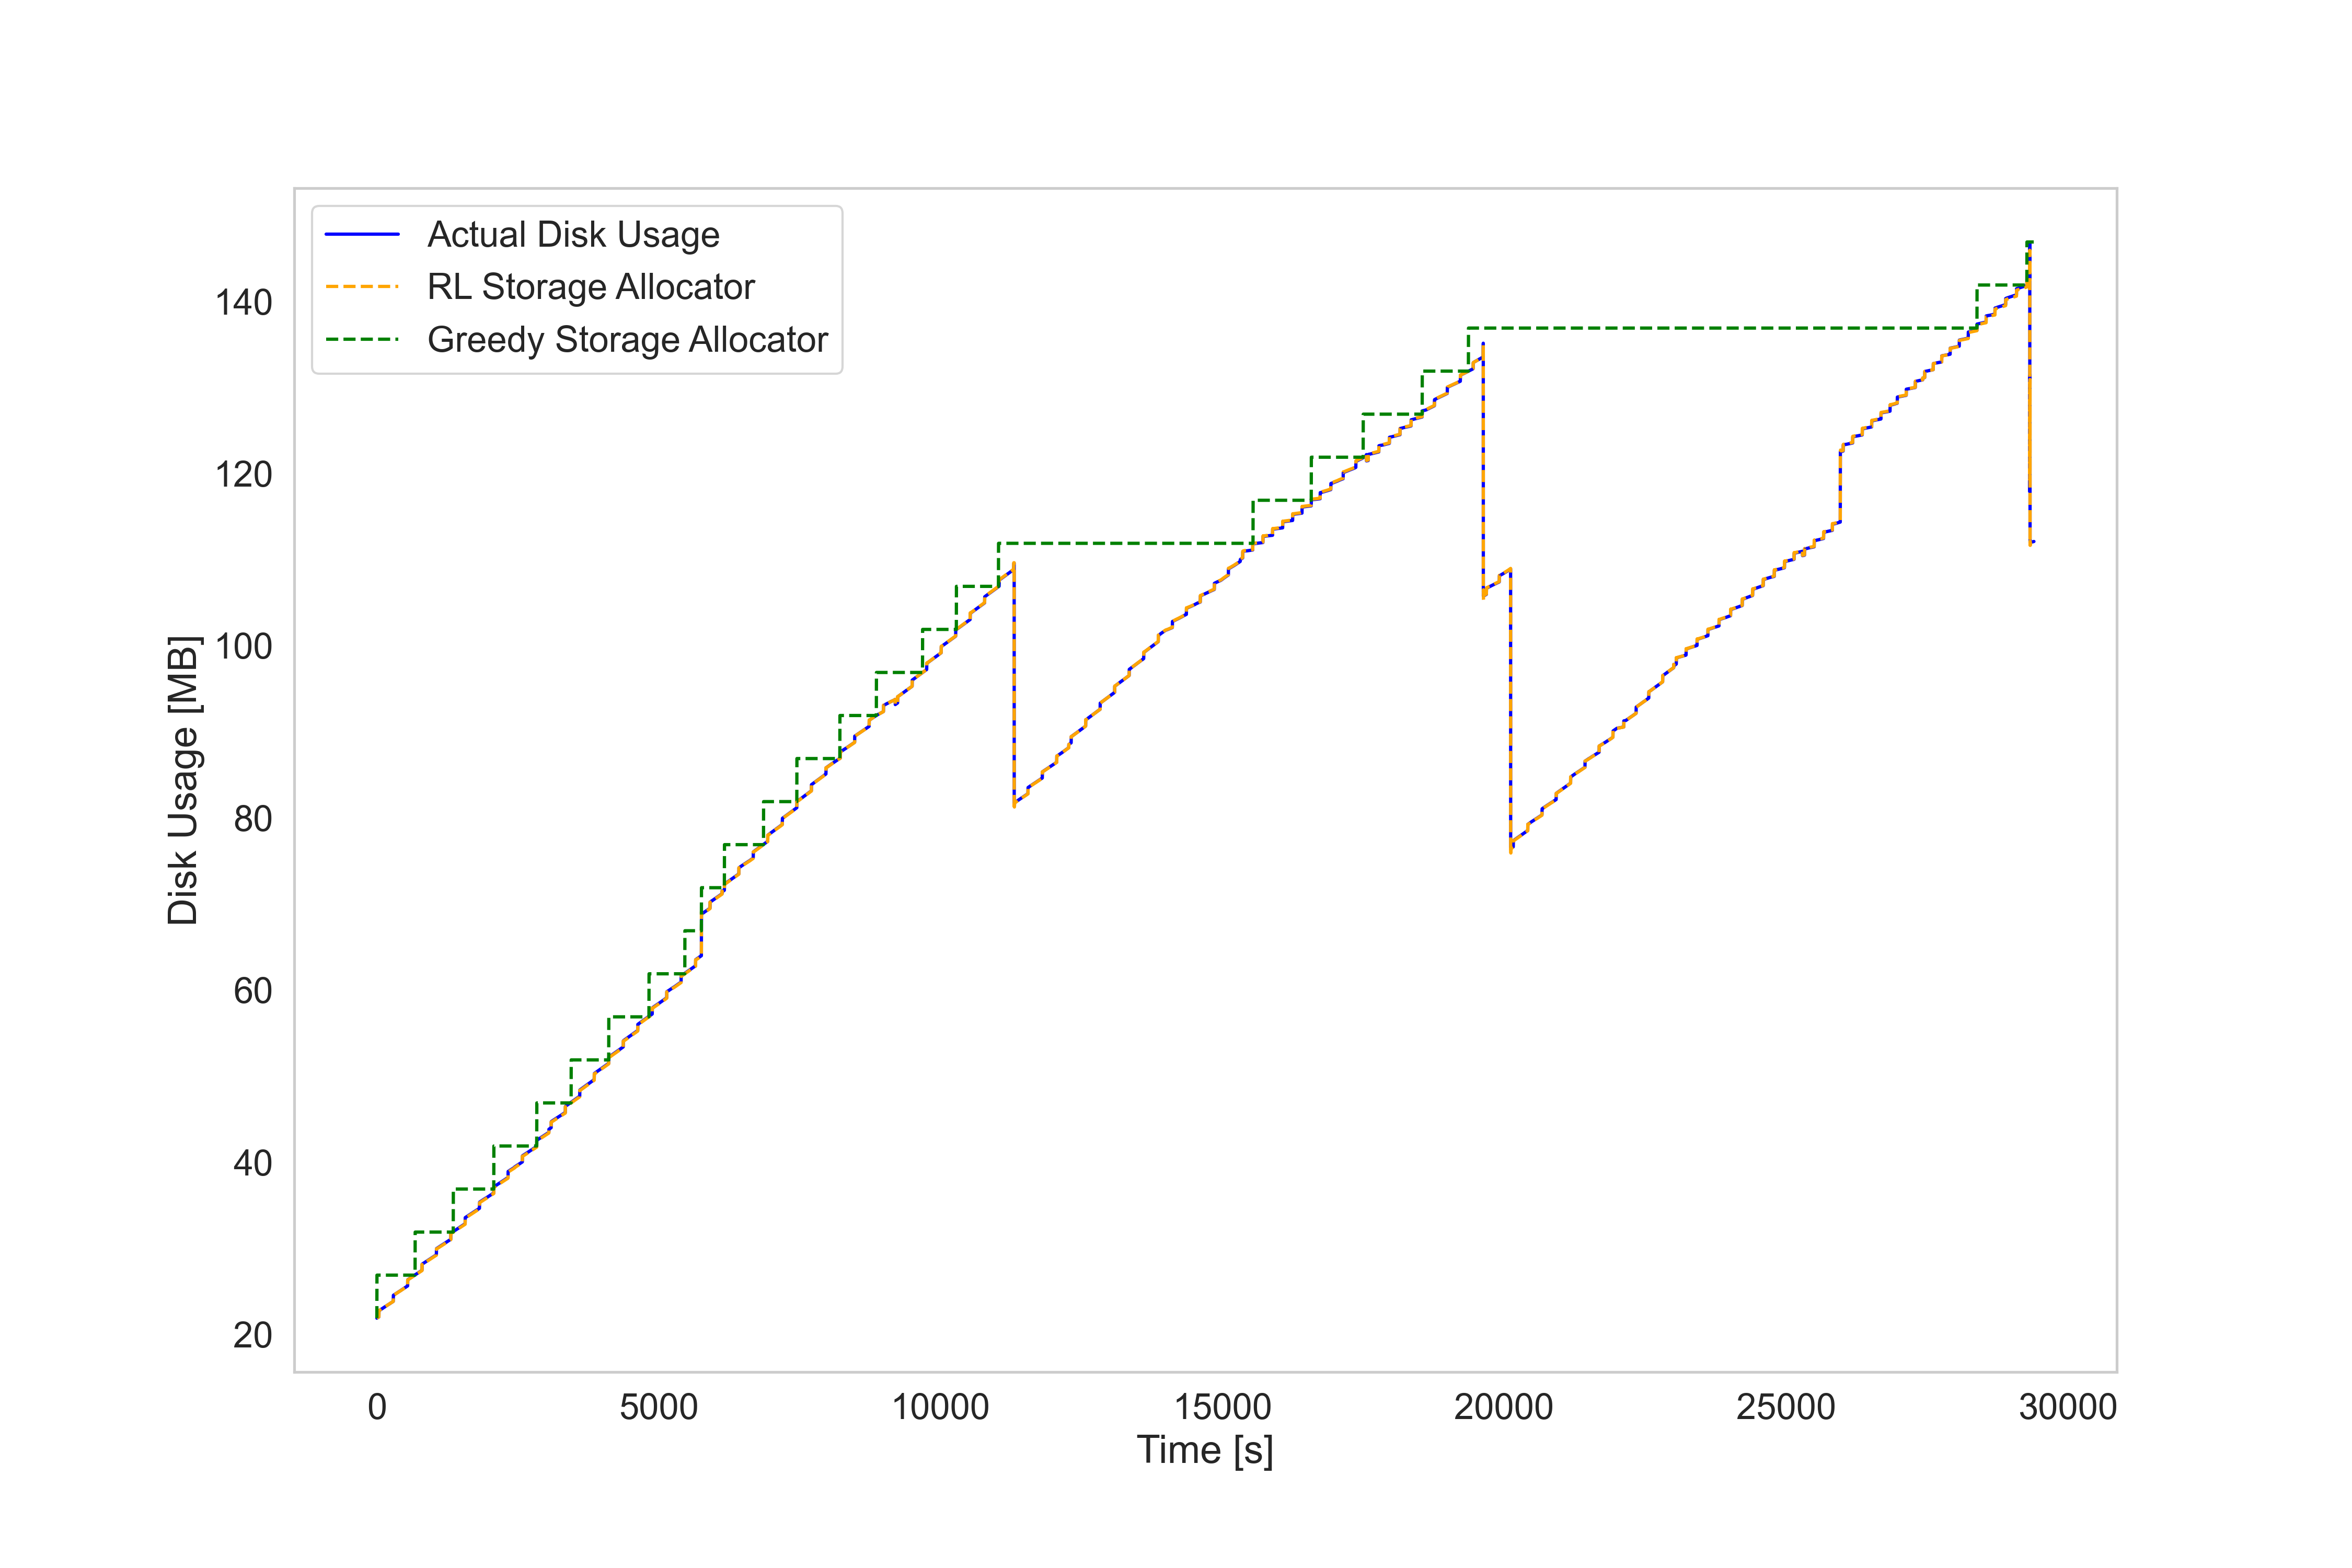 Actual Disk Usage
RL Storage Allocator
Greedy Storage Allocator
Disk Usage [MB]
140
120
100
80
60
40
20
0 5000 10000 15000 20000 25000 30000
Time [s]